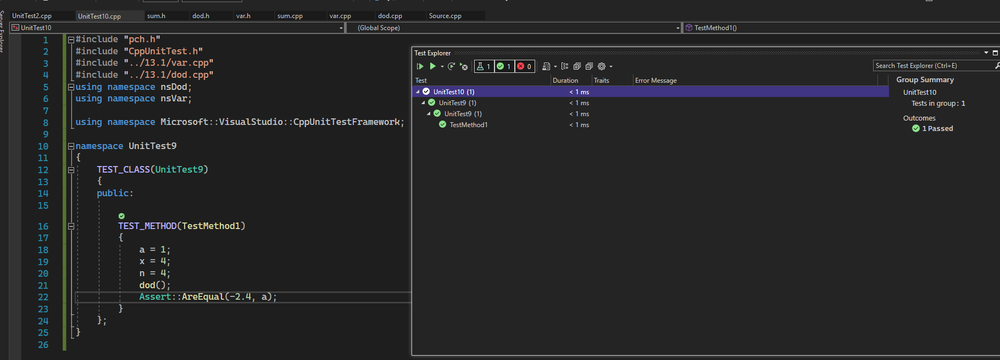 UnitTest2.cpp UnitTest10.cpp sum.h dod.h var.h sum.cpp var.cpp dod.cpp Source.cpp
Server Explorer
UnitTest10 (Global Scope) TestMethod1()
1 #include "pch.h"
2 #include "CppUnitTest.h"
3 #include "../13.1/var.cpp"
4 #include "../13.1/dod.cpp"
5 using namespace nsDod;
6 using namespace nsVar;
7
8 using namespace Microsoft::VisualStudio::CppUnitTestFramework;
9
10 namespace UnitTest9
11 {
12 TEST_CLASS(UnitTest9)
13 {
14 public:
15
16 TEST_METHOD(TestMethod1)
17 {
18 a = 1;
19 x = 4;
20 n = 4;
21 dod();
22 Assert::AreEqual(-2.4, a);
23 }
24 };
25 }
26
Test Explorer
1 1 0
Search Test Explorer (Ctrl+E)
Test Duration Traits Error Message
UnitTest10 (1) < 1 ms
UnitTest9 (1) < 1 ms
UnitTest9 (1) < 1 ms
TestMethod1 < 1 ms
Group Summary
UnitTest10
Tests in group: 1
Outcomes
1 Passed